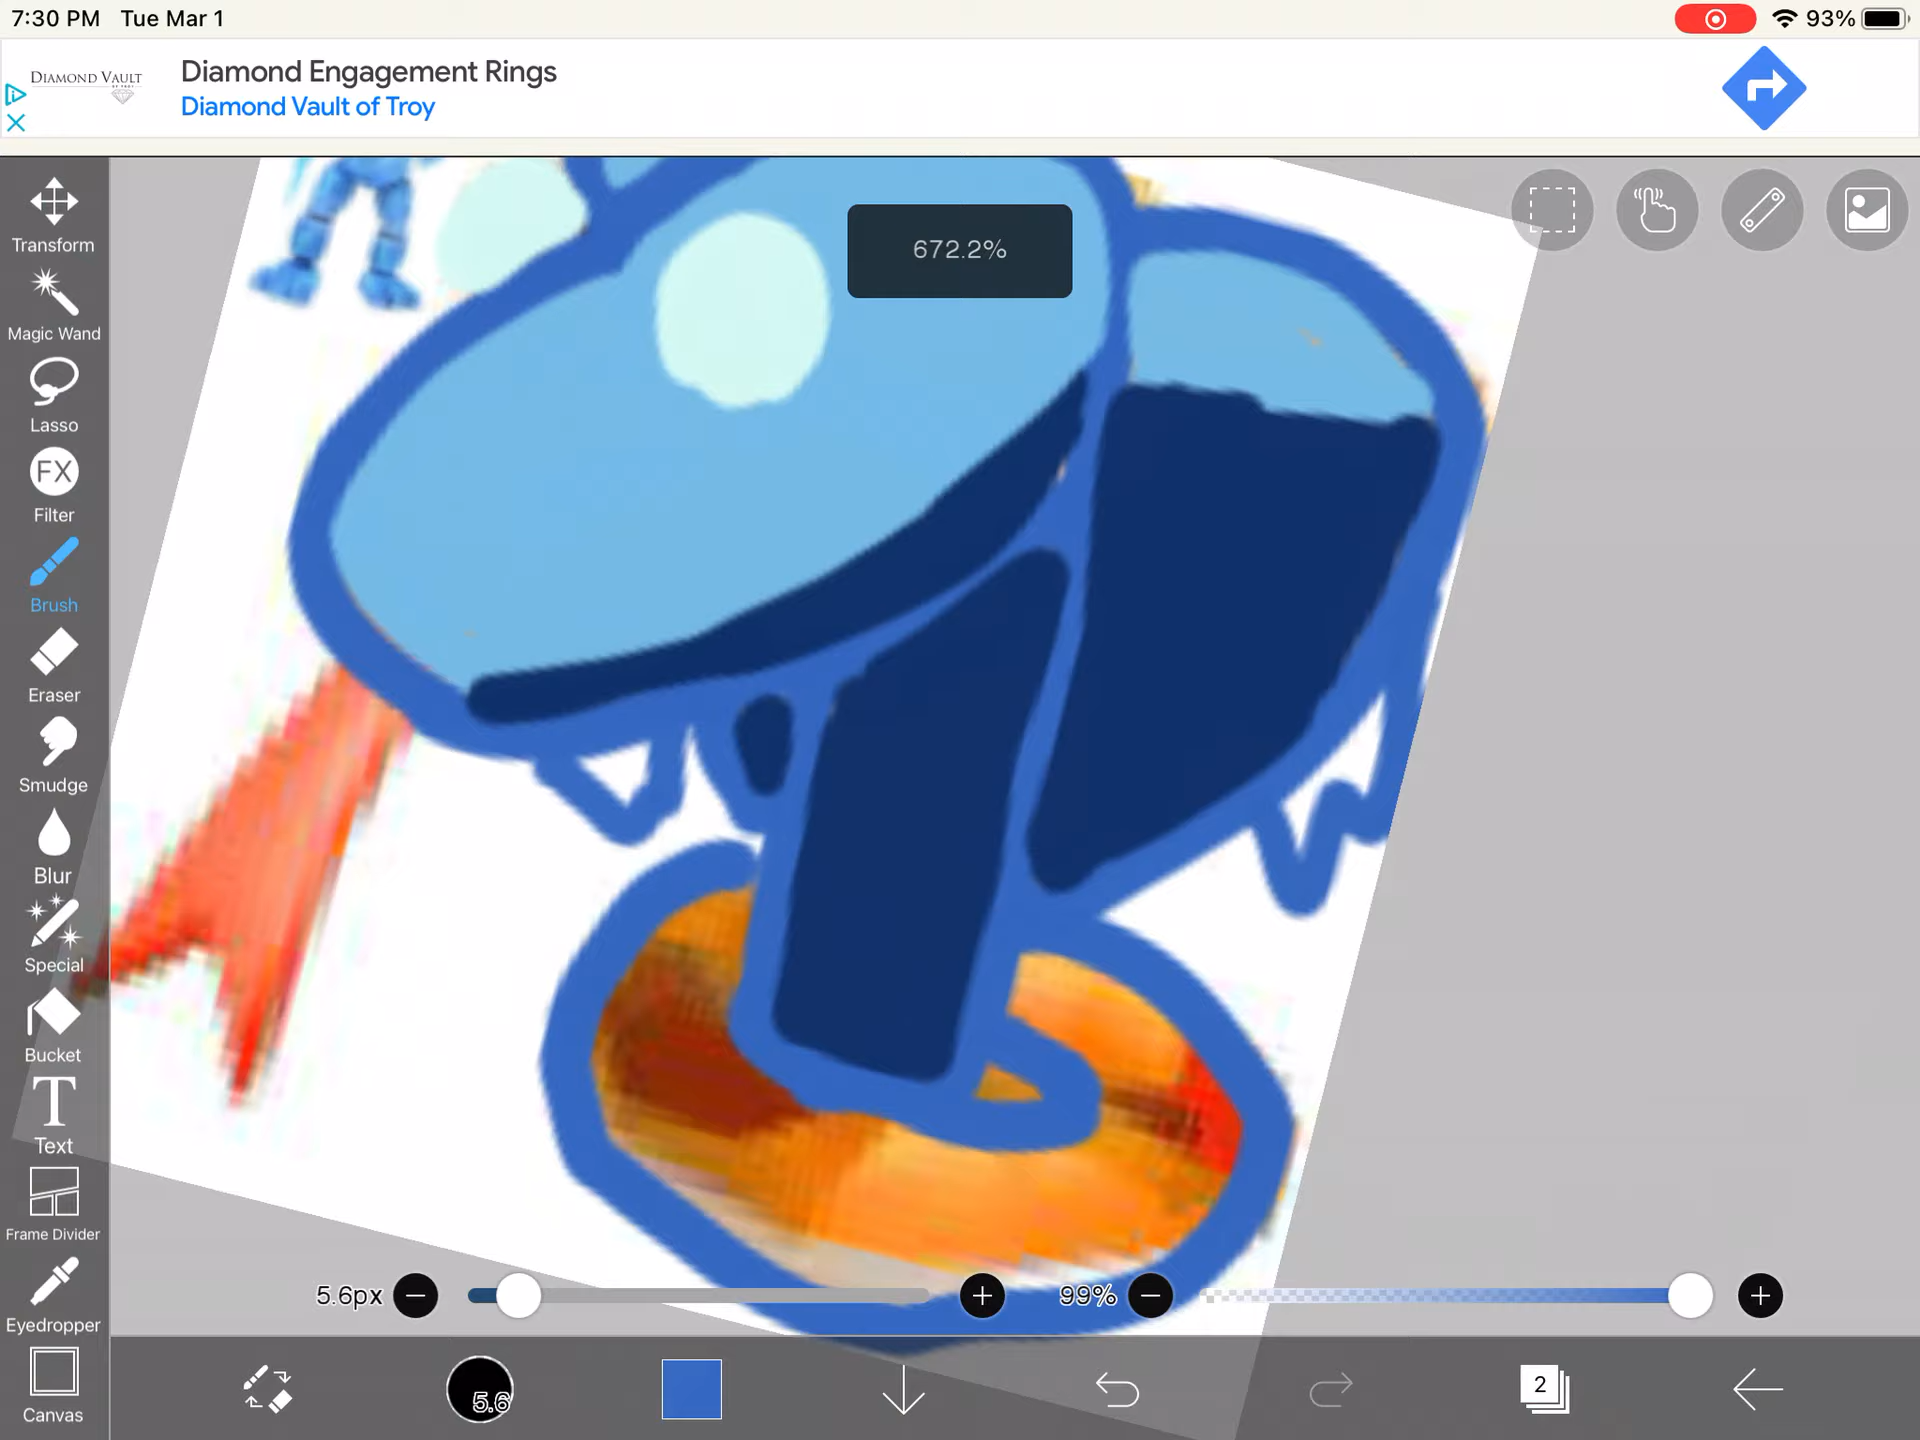 7:30 PM Tue Mar 1
93%
DIAMOND VAULT
OF TROY
Diamond Engagement Rings
Diamond Vault of Troy
672.2%
Transform
Magic Wand
Lasso
FX
Filter
Brush
Eraser
Smudge
Blur
Special
Bucket
T
Text
Frame Divider
Eyedropper
Canvas
5.6px
99%
5.6
2